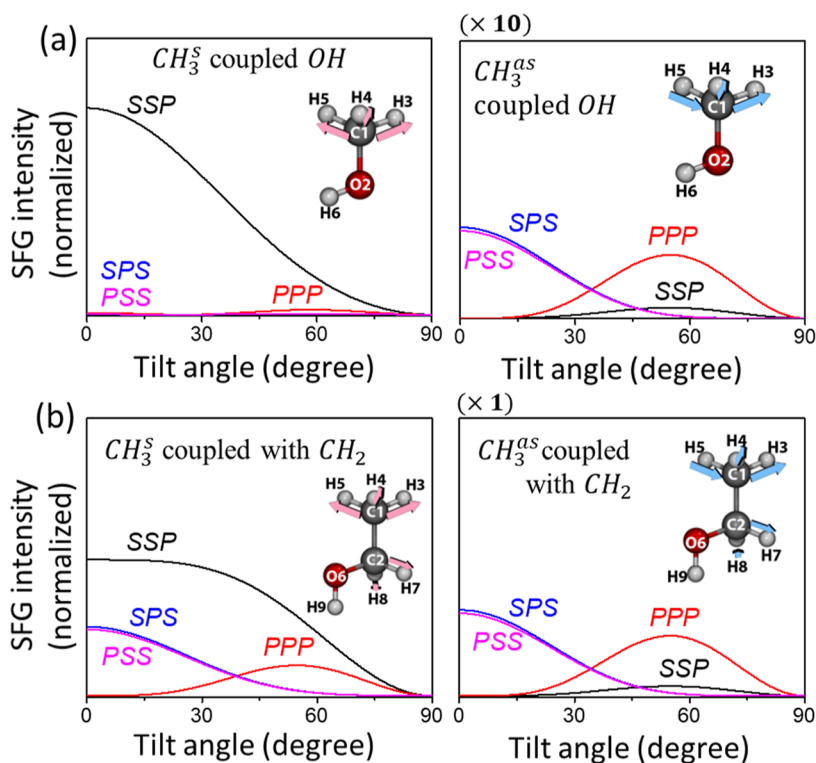 (a)
CH₃ˢ coupled OH
SSP
H5 H4 H3
C1
O2
H6
SPS
PSS
PPP
SFG intensity
(normalized)
0 30 60 90
Tilt angle (degree)
(× 10)
CH₃ᵃˢ
coupled OH
H5 H4 H3
C1
O2
H6
SPS
PSS
PPP
SSP
0 30 60 90
Tilt angle (degree)
(b)
CH₃ˢ coupled with CH₂
H5 H4 H3
C1
C2
O6
H7
H8
H9
SSP
SPS
PSS
PPP
SFG intensity
(normalized)
0 30 60 90
Tilt angle (degree)
(× 1)
CH₃ᵃˢ coupled
with CH₂
H5 H4 H3
C1
C2
O6
H7
H8
H9
SPS
PSS
PPP
SSP
0 30 60 90
Tilt angle (degree)